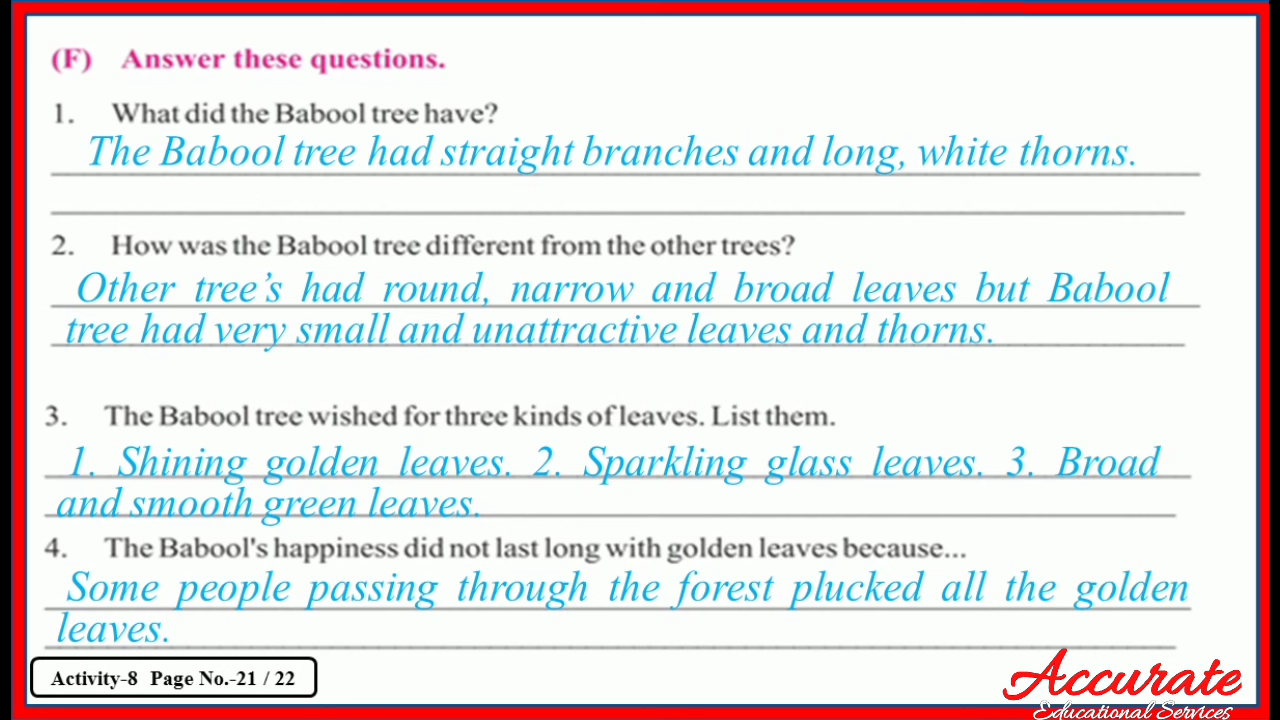 (F) Answer these questions.
1. What did the Babool tree have?
The Babool tree had straight branches and long, white thorns.
2. How was the Babool tree different from the other trees?
Other tree’s had round, narrow and broad leaves but Babool
tree had very small and unattractive leaves and thorns.
3. The Babool tree wished for three kinds of leaves. List them.
1. Shining golden leaves. 2. Sparkling glass leaves. 3. Broad
and smooth green leaves.
4. The Babool's happiness did not last long with golden leaves because...
Some people passing through the forest plucked all the golden
leaves.
Activity-8 Page No.-21 / 22
Accurate
Educational Services